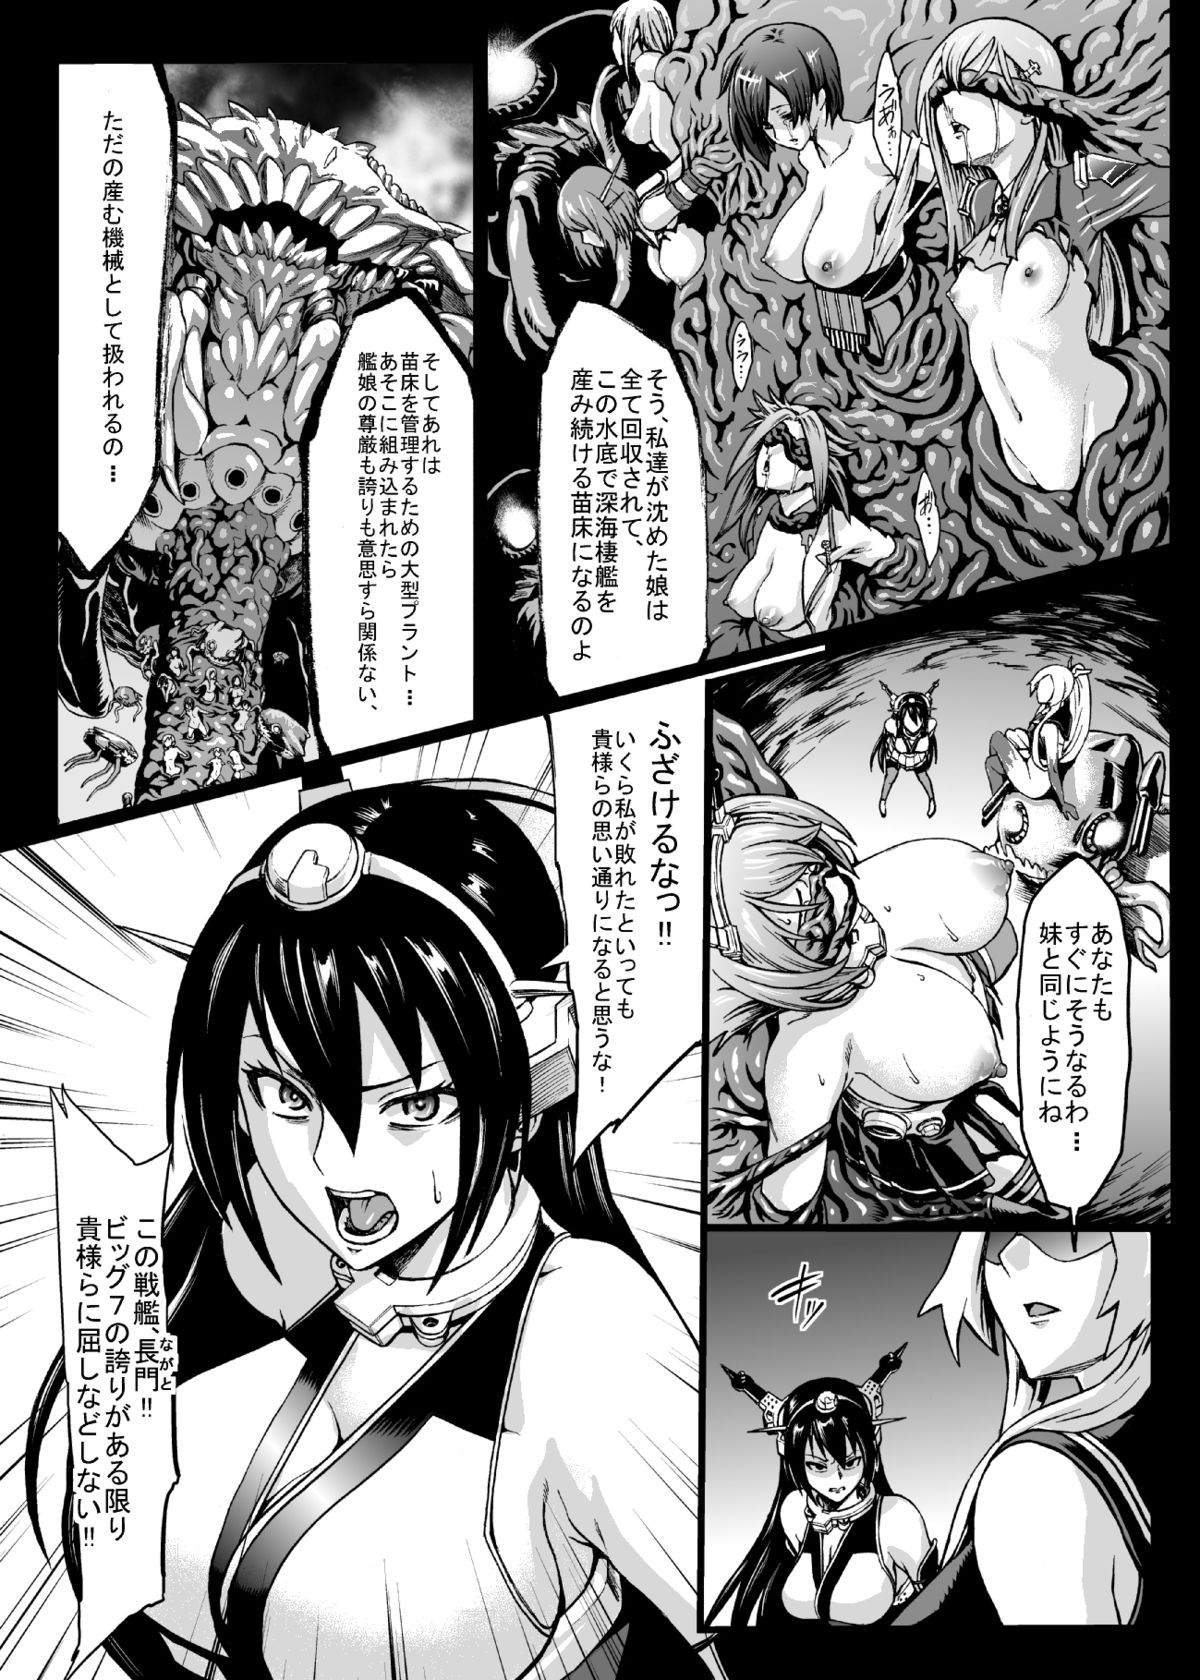 うあぁ…
うう…
お…
そう、私達が沈めた娘は
全て回収されて、
この水底で深海棲艦を
産み続ける苗床になるのよ
そしてあれは
苗床を管理するための大型プラント…
あそこに組み込まれたら
艦娘の尊厳も誇りも意思すら関係ない、
ただの産む機械として扱われるの…
あなたも
すぐにそうなるわ…
妹と同じようにね
キッ
ふざけるなっ!!
いくら私が敗れたといっても
貴様らの思い通りになると思うな!
この戦艦、長門!!
ながと
ビッグ7の誇りがある限り
貴様らに屈しなどしない!!